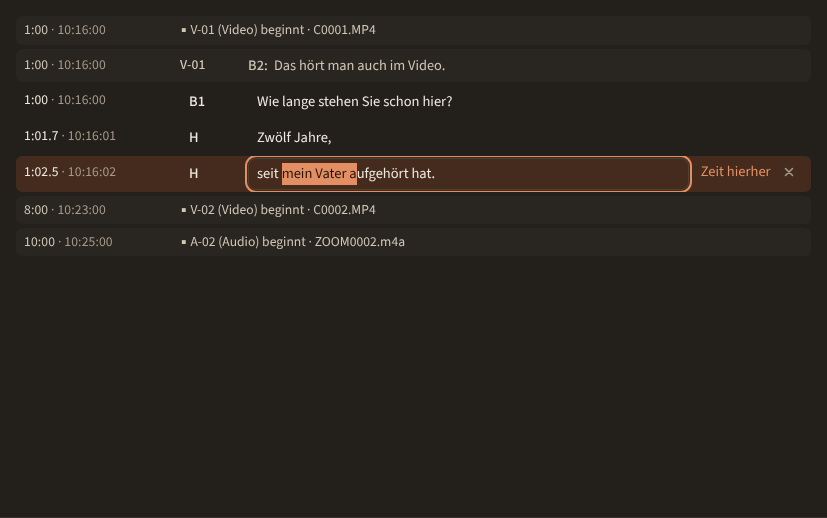 1:00 · 10:16:00 ▪ V-01 (Video) beginnt · C0001.MP4
1:00 · 10:16:00 V-01 B2: Das hört man auch im Video.
1:00 · 10:16:00 B1 Wie lange stehen Sie schon hier?
1:01.7 · 10:16:01 H Zwölf Jahre,
1:02.5 · 10:16:02 H seit mein Vater aufgehört hat. Zeit hierher ✕
8:00 · 10:23:00 ▪ V-02 (Video) beginnt · C0002.MP4
10:00 · 10:25:00 ▪ A-02 (Audio) beginnt · ZOOM0002.m4a